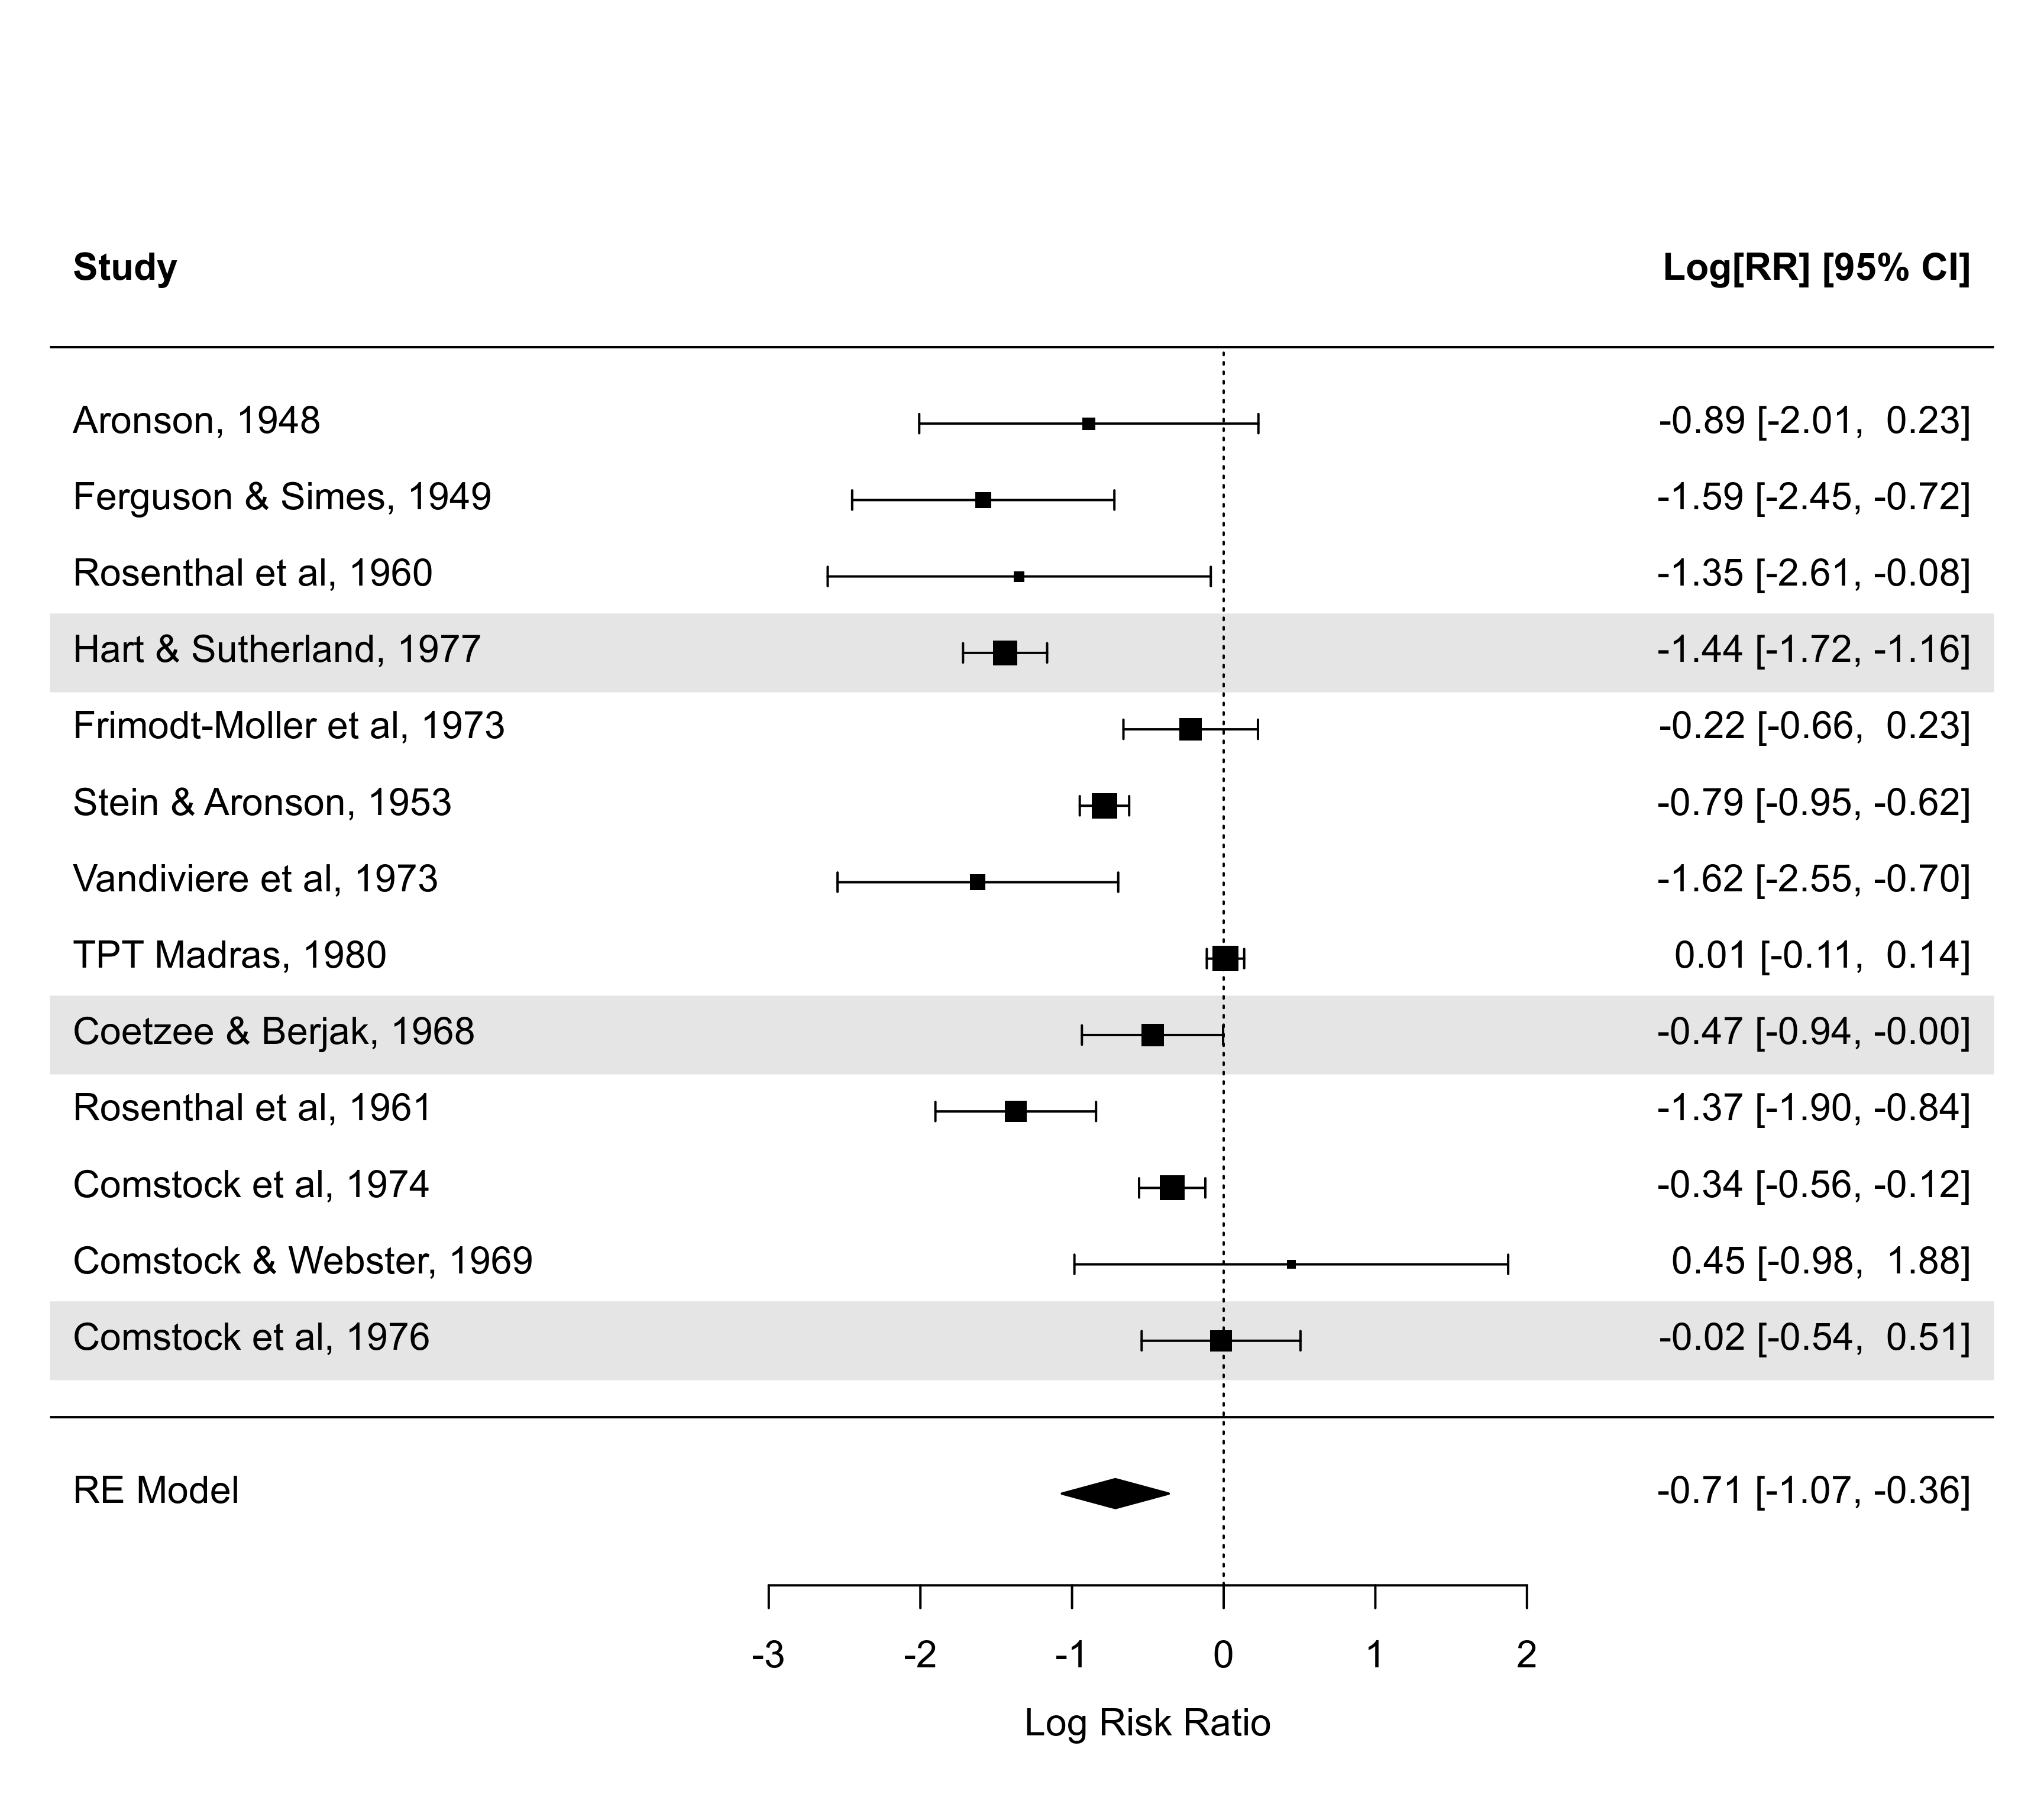 Study Log[RR] [95% CI]
Aronson, 1948 -0.89 [-2.01, 0.23]
Ferguson & Simes, 1949 -1.59 [-2.45, -0.72]
Rosenthal et al, 1960 -1.35 [-2.61, -0.08]
Hart & Sutherland, 1977 -1.44 [-1.72, -1.16]
Frimodt-Moller et al, 1973 -0.22 [-0.66, 0.23]
Stein & Aronson, 1953 -0.79 [-0.95, -0.62]
Vandiviere et al, 1973 -1.62 [-2.55, -0.70]
TPT Madras, 1980 0.01 [-0.11, 0.14]
Coetzee & Berjak, 1968 -0.47 [-0.94, -0.00]
Rosenthal et al, 1961 -1.37 [-1.90, -0.84]
Comstock et al, 1974 -0.34 [-0.56, -0.12]
Comstock & Webster, 1969 0.45 [-0.98, 1.88]
Comstock et al, 1976 -0.02 [-0.54, 0.51]
RE Model -0.71 [-1.07, -0.36]
-3 -2 -1 0 1 2
Log Risk Ratio